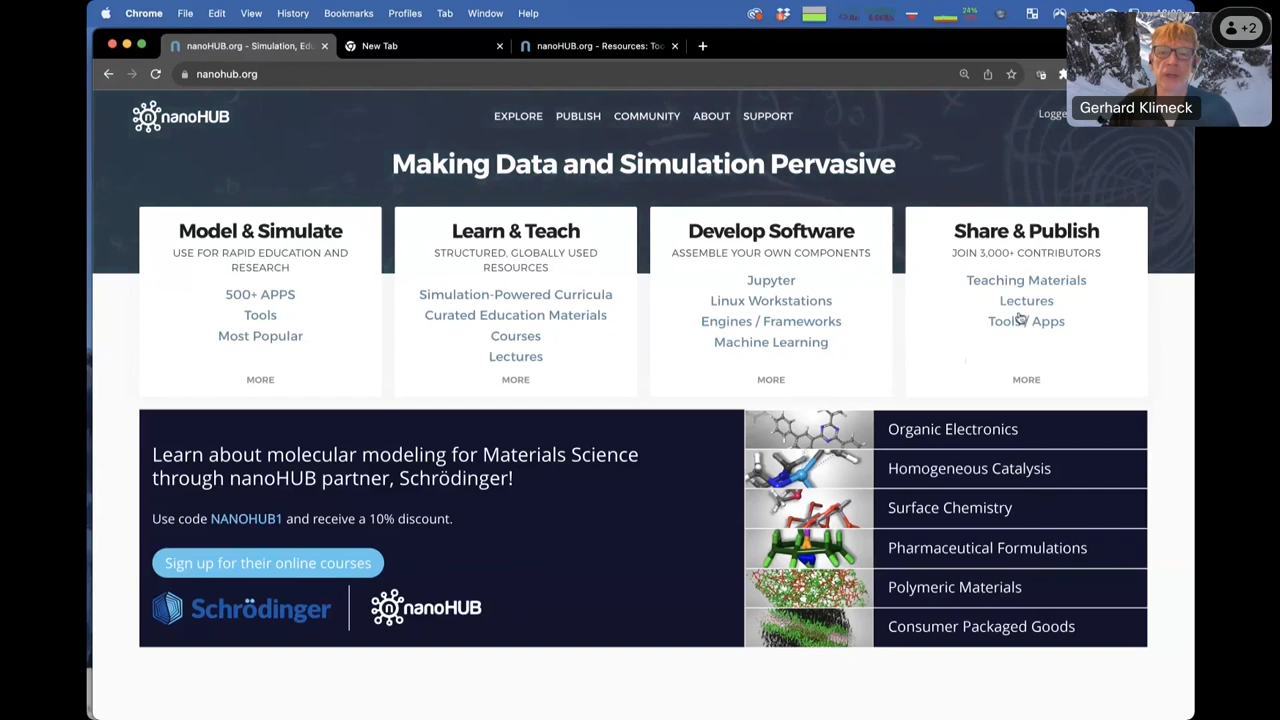 Chrome File Edit View History Bookmarks Profiles Tab Window Help
24%
nanoHUB.org - Simulation, Edu
New Tab
nanoHUB.org - Resources: Too
nanohub.org
+2
Gerhard Klimeck
nanoHUB
EXPLORE PUBLISH COMMUNITY ABOUT SUPPORT
Logge
Making Data and Simulation Pervasive
Model & Simulate
USE FOR RAPID EDUCATION AND
RESEARCH
500+ APPS
Tools
Most Popular
MORE
Learn & Teach
STRUCTURED, GLOBALLY USED
RESOURCES
Simulation-Powered Curricula
Curated Education Materials
Courses
Lectures
MORE
Develop Software
ASSEMBLE YOUR OWN COMPONENTS
Jupyter
Linux Workstations
Engines / Frameworks
Machine Learning
MORE
Share & Publish
JOIN 3,000+ CONTRIBUTORS
Teaching Materials
Lectures
Tools / Apps
MORE
Learn about molecular modeling for Materials Science
through nanoHUB partner, Schrödinger!
Use code NANOHUB1 and receive a 10% discount.
Sign up for their online courses
Schrödinger
nanoHUB
Organic Electronics
Homogeneous Catalysis
Surface Chemistry
Pharmaceutical Formulations
Polymeric Materials
Consumer Packaged Goods